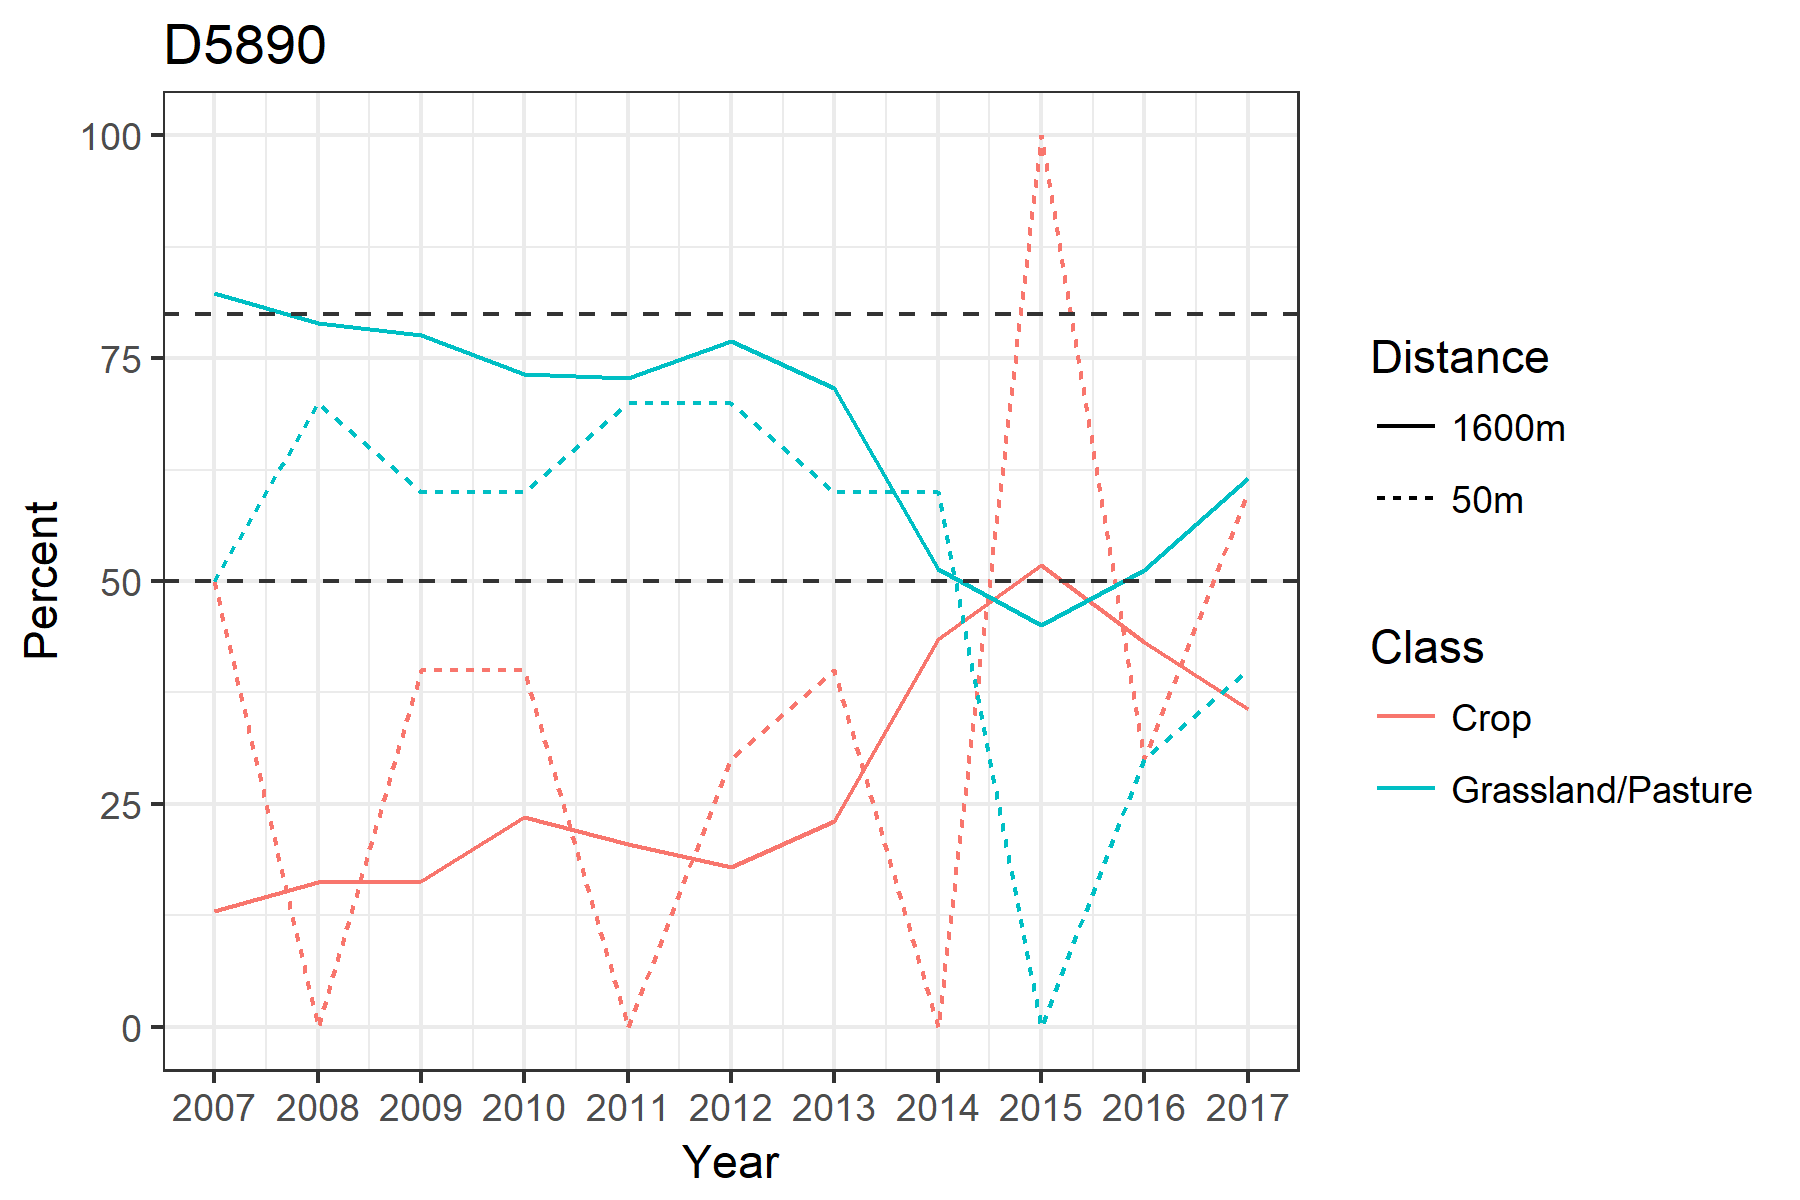 D5890
100
75
50
25
0
Percent
2007 2008 2009 2010 2011 2012 2013 2014 2015 2016 2017
Year
Distance
1600m
50m
Class
Crop
Grassland/Pasture